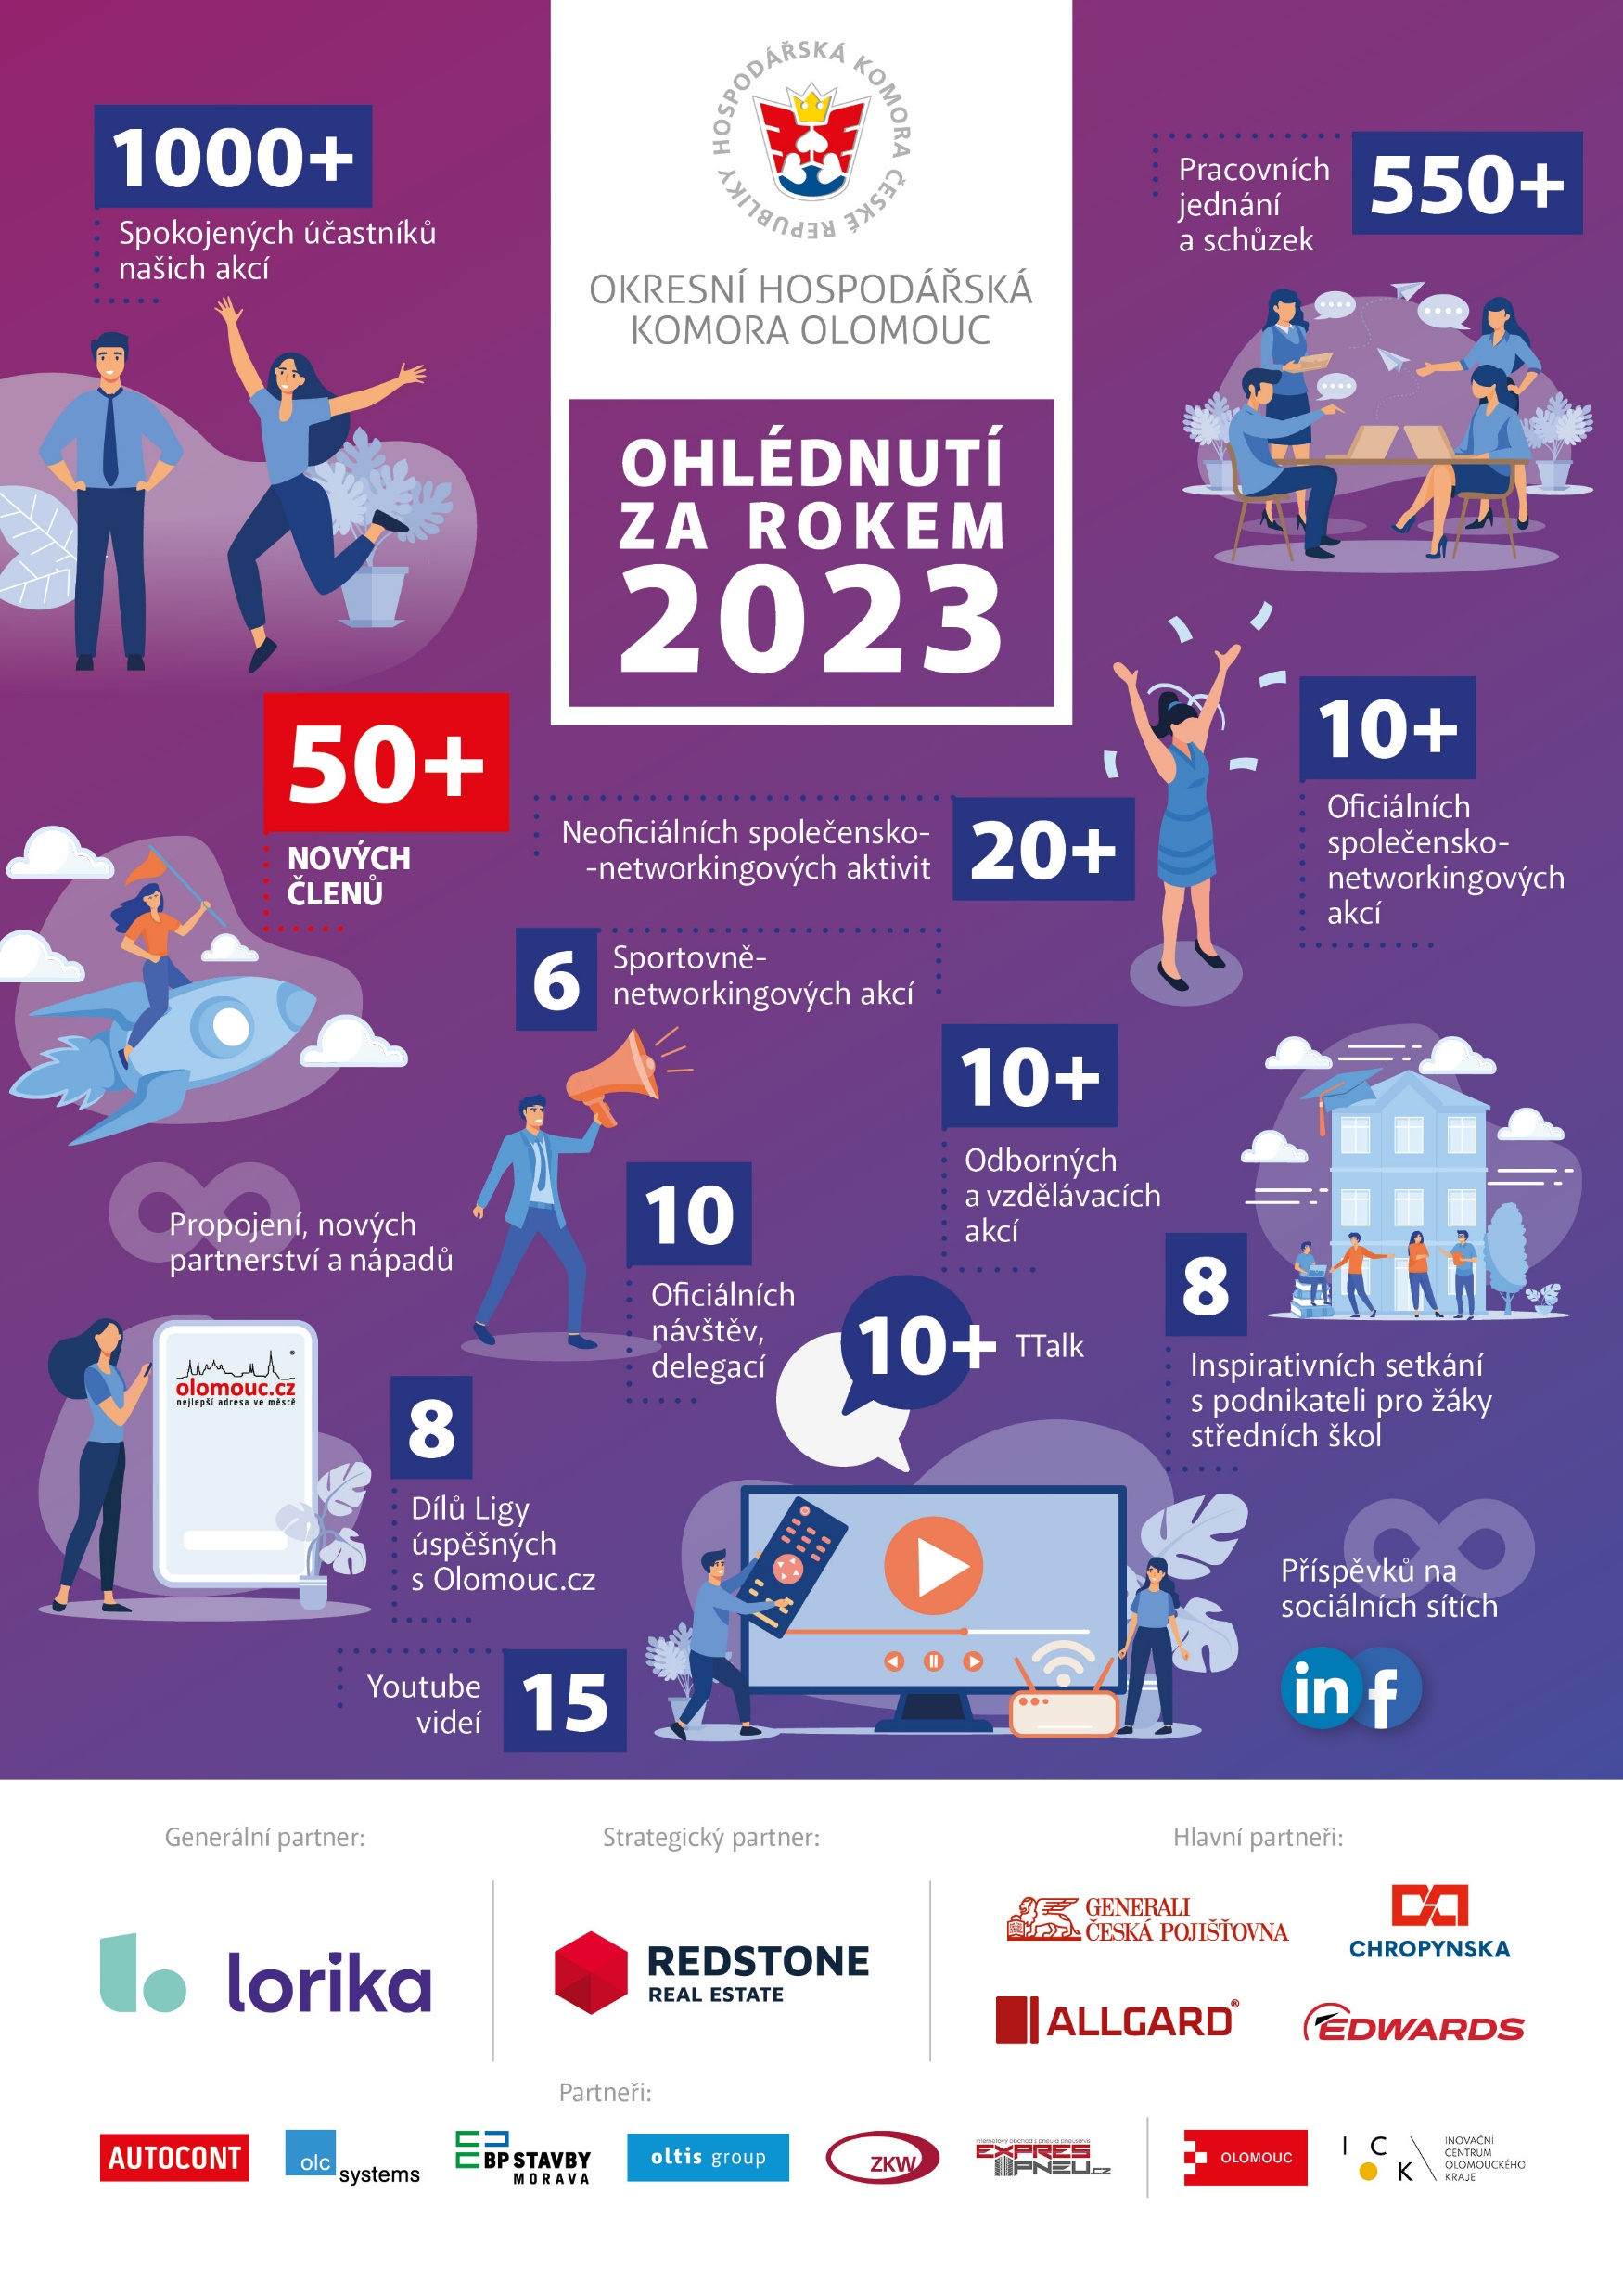 HOSPODÁŘSKÁ KOMORA ČESKÉ REPUBLIKY
OKRESNÍ HOSPODÁŘSKÁ
KOMORA OLOMOUC
OHLÉDNUTÍ
ZA ROKEM
2023
1000+
Spokojených účastníků
našich akcí
Pracovních
jednání
a schůzek
550+
50+
NOVÝCH
ČLENŮ
Neoficiálních společensko-
-networkingových aktivit
20+
10+
Oficiálních
společensko-
networkingových
akcí
6
Sportovně-
networkingových akcí
10+
Odborných
a vzdělávacích
akcí
Propojení, nových
partnerství a nápadů
10
Oficiálních
návštěv,
delegací
10+ TTalk
8
Inspirativních setkání
s podnikateli pro žáky
středních škol
olomouc.cz
nejlepší adresa ve městě
8
Dílů Ligy
úspěšných
s Olomouc.cz
Youtube
videí
15
Příspěvků na
sociálních sítích
in f
Generální partner:
Strategický partner:
Hlavní partneři:
lorika
REDSTONE
REAL ESTATE
GENERALI
ČESKÁ POJIŠŤOVNA
CHROPYNSKA
ALLGARD®
EDWARDS
Partneři:
AUTOCONT
olc
systems
BP STAVBY
MORAVA
oltis group
ZKW
internetový obchod s pneu a pneuservis
EXPRES
PNEU.cz
OLOMOUC
I C
K
INOVAČNÍ
CENTRUM
OLOMOUCKÉHO
KRAJE